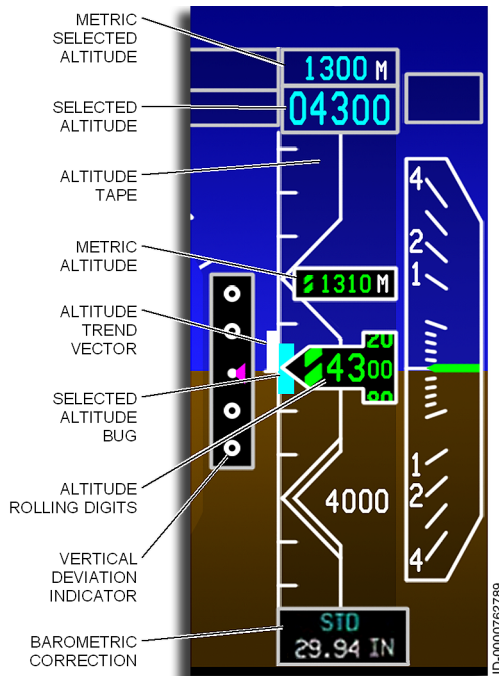 METRIC
SELECTED
ALTITUDE
1300 M
SELECTED
ALTITUDE
04300
ALTITUDE
TAPE
4
2
1
METRIC
ALTITUDE
1310 M
ALTITUDE
TREND
VECTOR
20
4300
80
SELECTED
ALTITUDE
BUG
1
2
4
ALTITUDE
ROLLING DIGITS
4000
VERTICAL
DEVIATION
INDICATOR
BAROMETRIC
CORRECTION
STD
29.94 IN
ID-0000762789